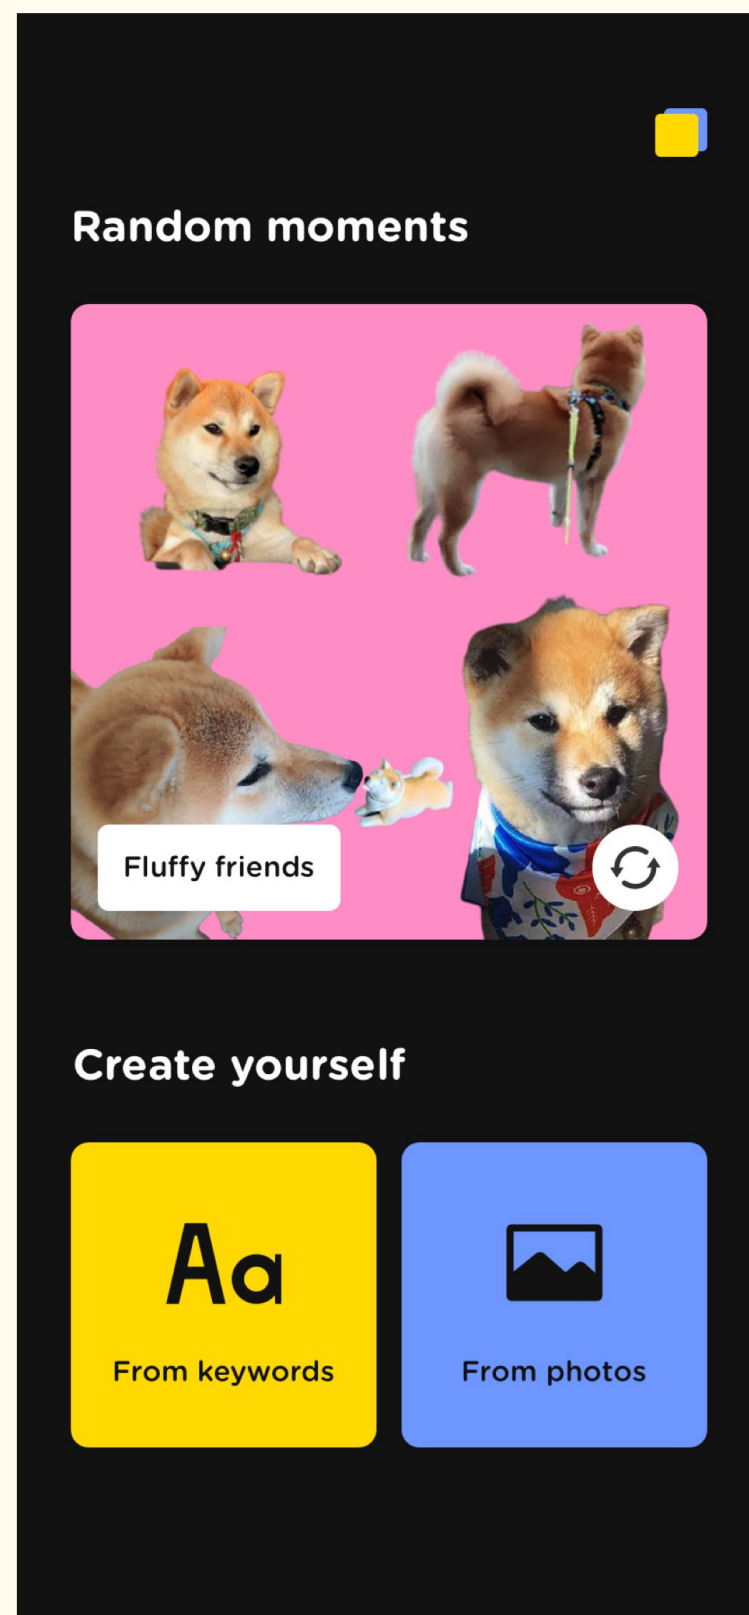 Random moments
Fluffy friends
Create yourself
Aa
From keywords
From photos